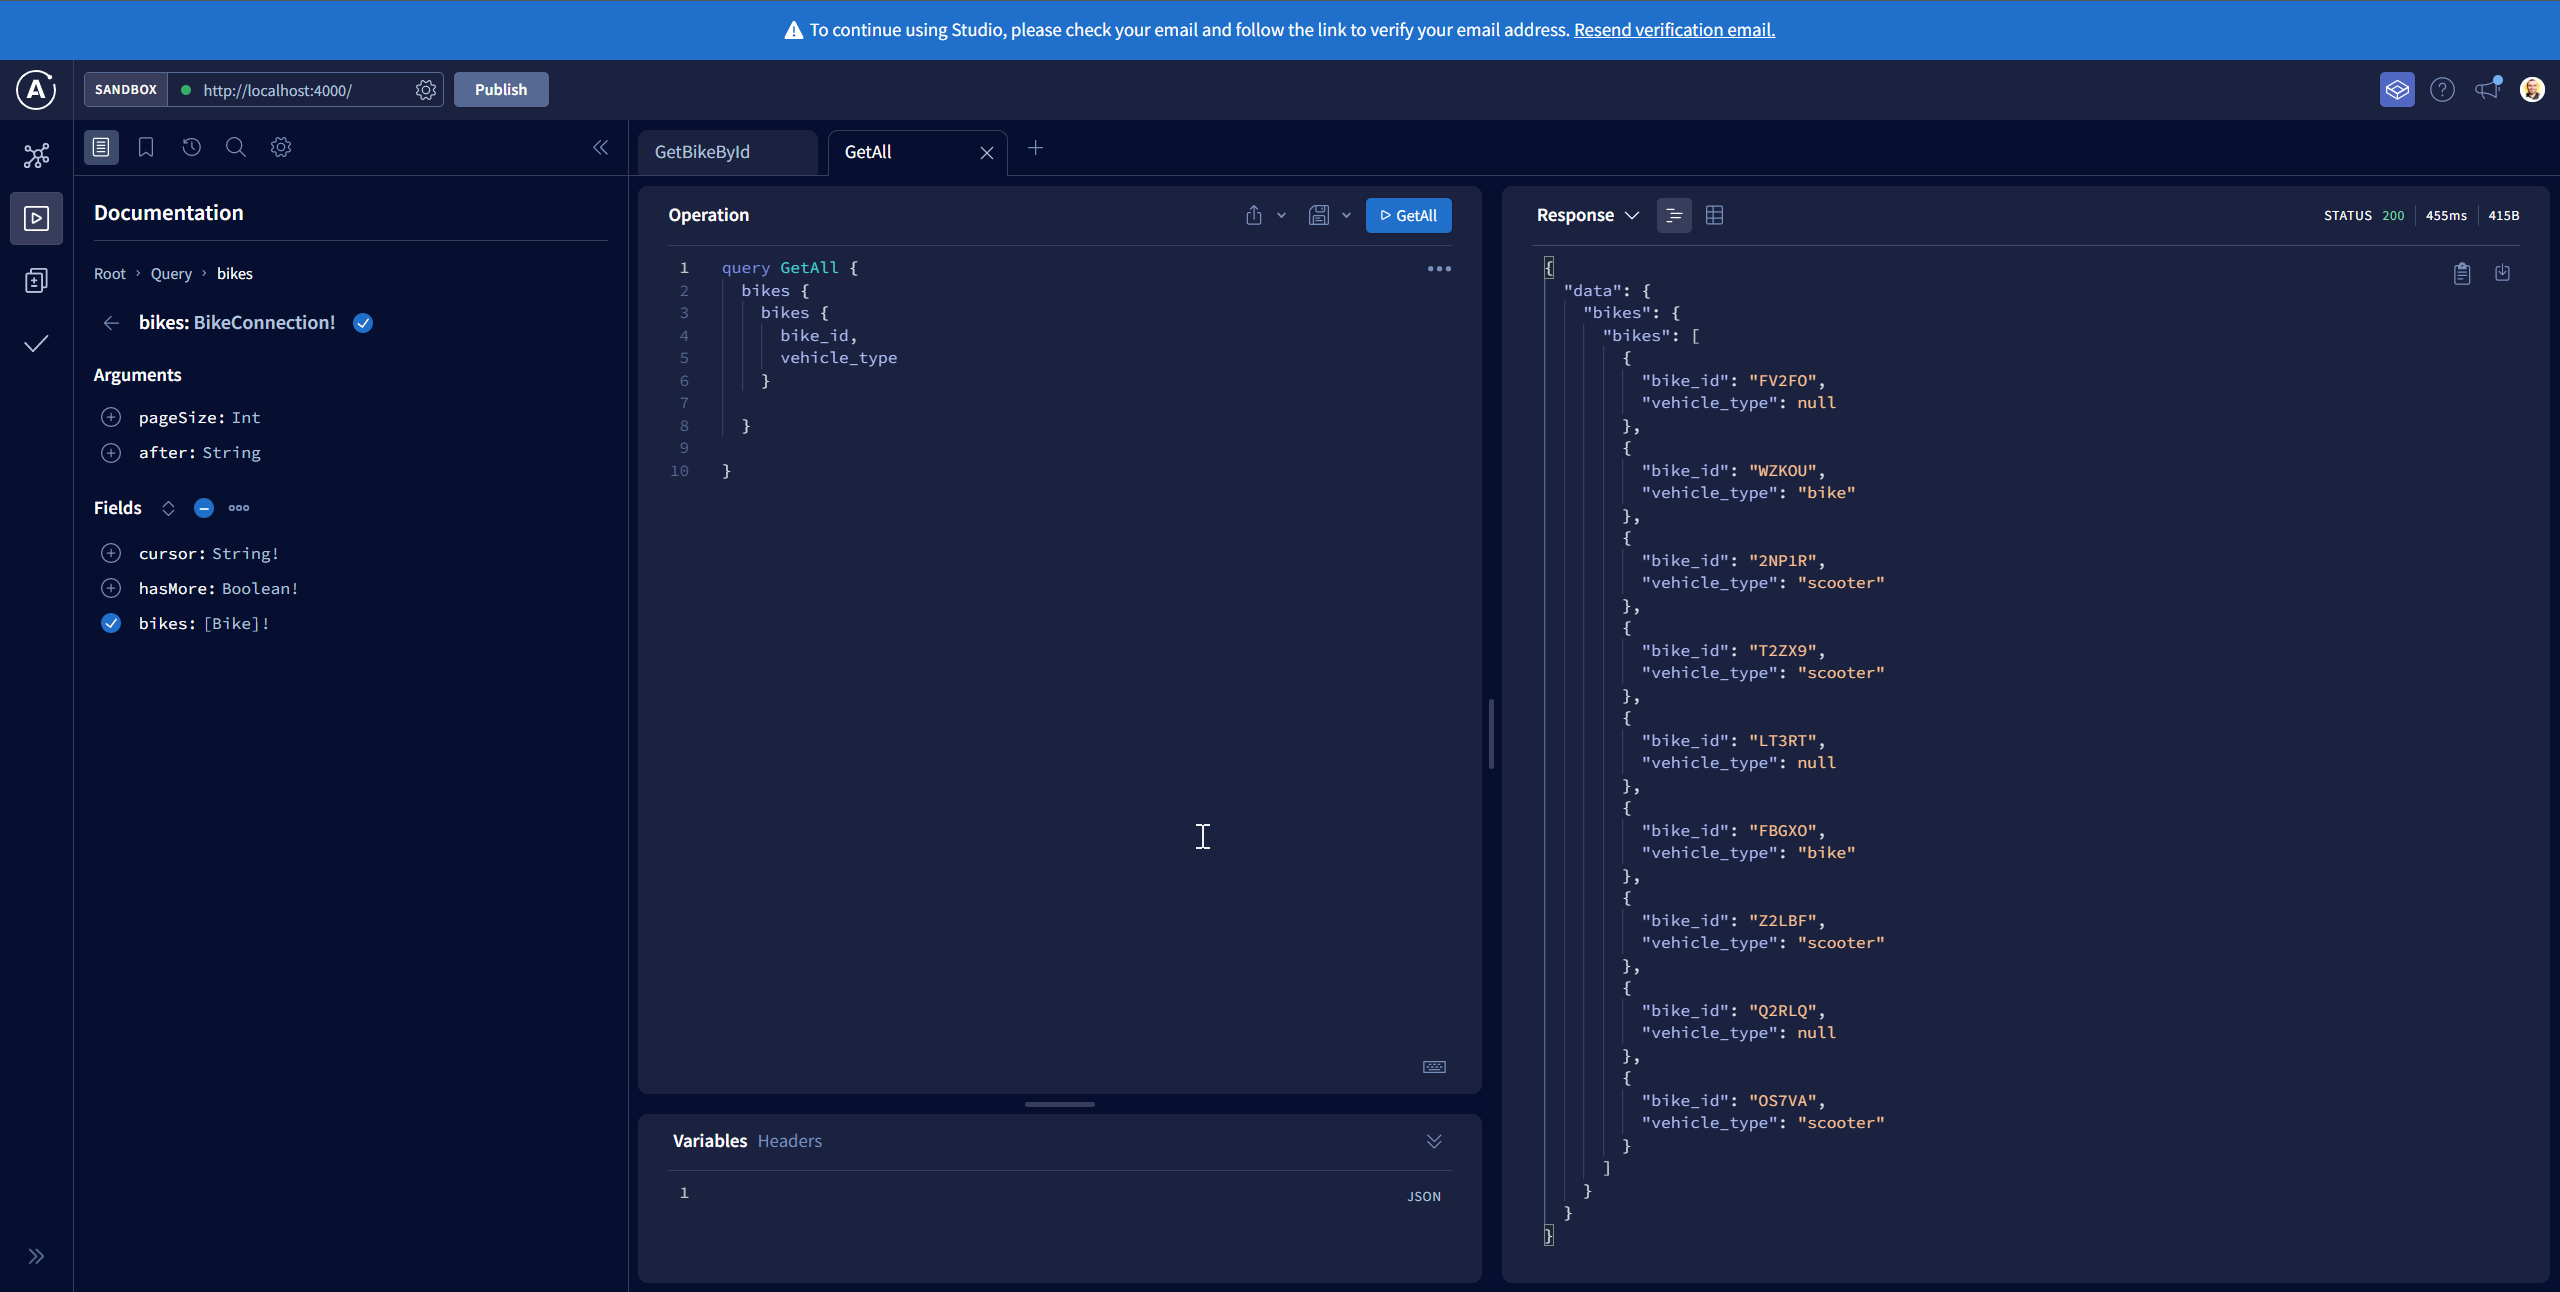 To continue using Studio, please check your email and follow the link to verify your email address. Resend verification email.
SANDBOX http://localhost:4000/ Publish
GetBikeById GetAll
Documentation
Root › Query › bikes
bikes: BikeConnection!
Arguments
pageSize: Int
after: String
Fields
cursor: String!
hasMore: Boolean!
bikes: [Bike]!
Operation GetAll
1 query GetAll {
2 bikes {
3 bikes {
4 bike_id,
5 vehicle_type
6 }
7
8 }
9
10 }
Variables Headers
1 JSON
Response STATUS 200 455ms 415B
{
"data": {
"bikes": {
"bikes": [
{
"bike_id": "FV2FO",
"vehicle_type": null
},
{
"bike_id": "WZKOU",
"vehicle_type": "bike"
},
{
"bike_id": "2NP1R",
"vehicle_type": "scooter"
},
{
"bike_id": "T2ZX9",
"vehicle_type": "scooter"
},
{
"bike_id": "LT3RT",
"vehicle_type": null
},
{
"bike_id": "FBGXO",
"vehicle_type": "bike"
},
{
"bike_id": "Z2LBF",
"vehicle_type": "scooter"
},
{
"bike_id": "Q2RLQ",
"vehicle_type": null
},
{
"bike_id": "OS7VA",
"vehicle_type": "scooter"
}
]
}
}
}